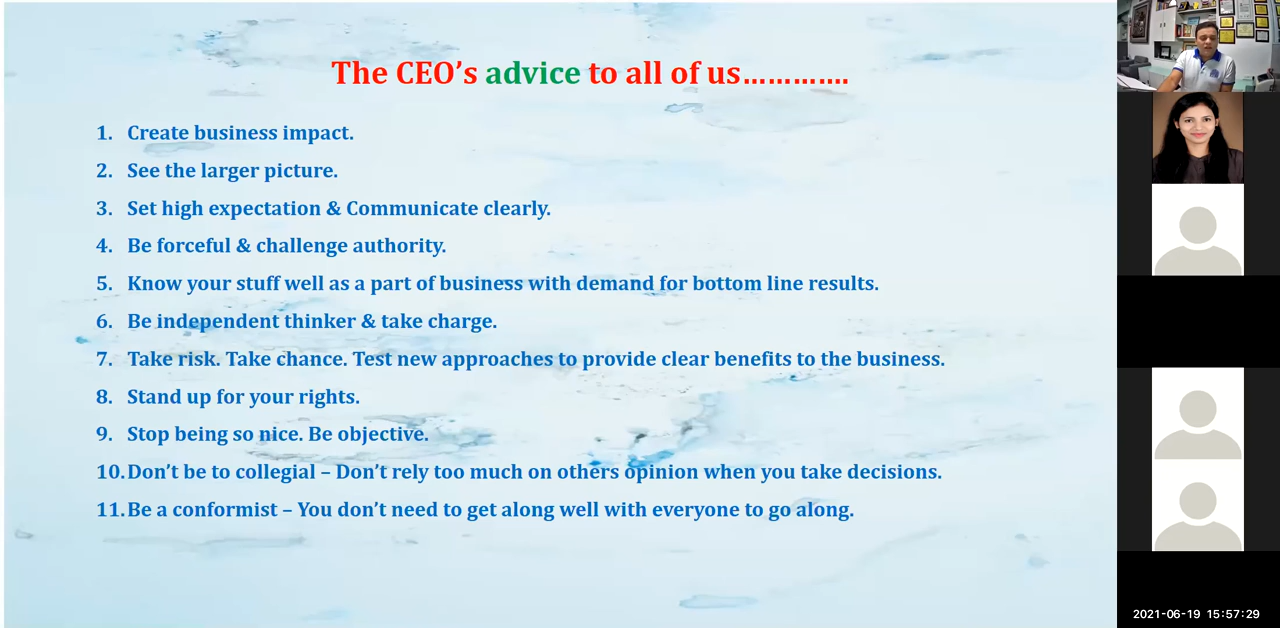 The CEO's advice to all of us………….
1. Create business impact.
2. See the larger picture.
3. Set high expectation & Communicate clearly.
4. Be forceful & challenge authority.
5. Know your stuff well as a part of business with demand for bottom line results.
6. Be independent thinker & take charge.
7. Take risk. Take chance. Test new approaches to provide clear benefits to the business.
8. Stand up for your rights.
9. Stop being so nice. Be objective.
10. Don't be to collegial – Don't rely too much on others opinion when you take decisions.
11. Be a conformist – You don't need to get along well with everyone to go along.
2021-06-19 15:57:29